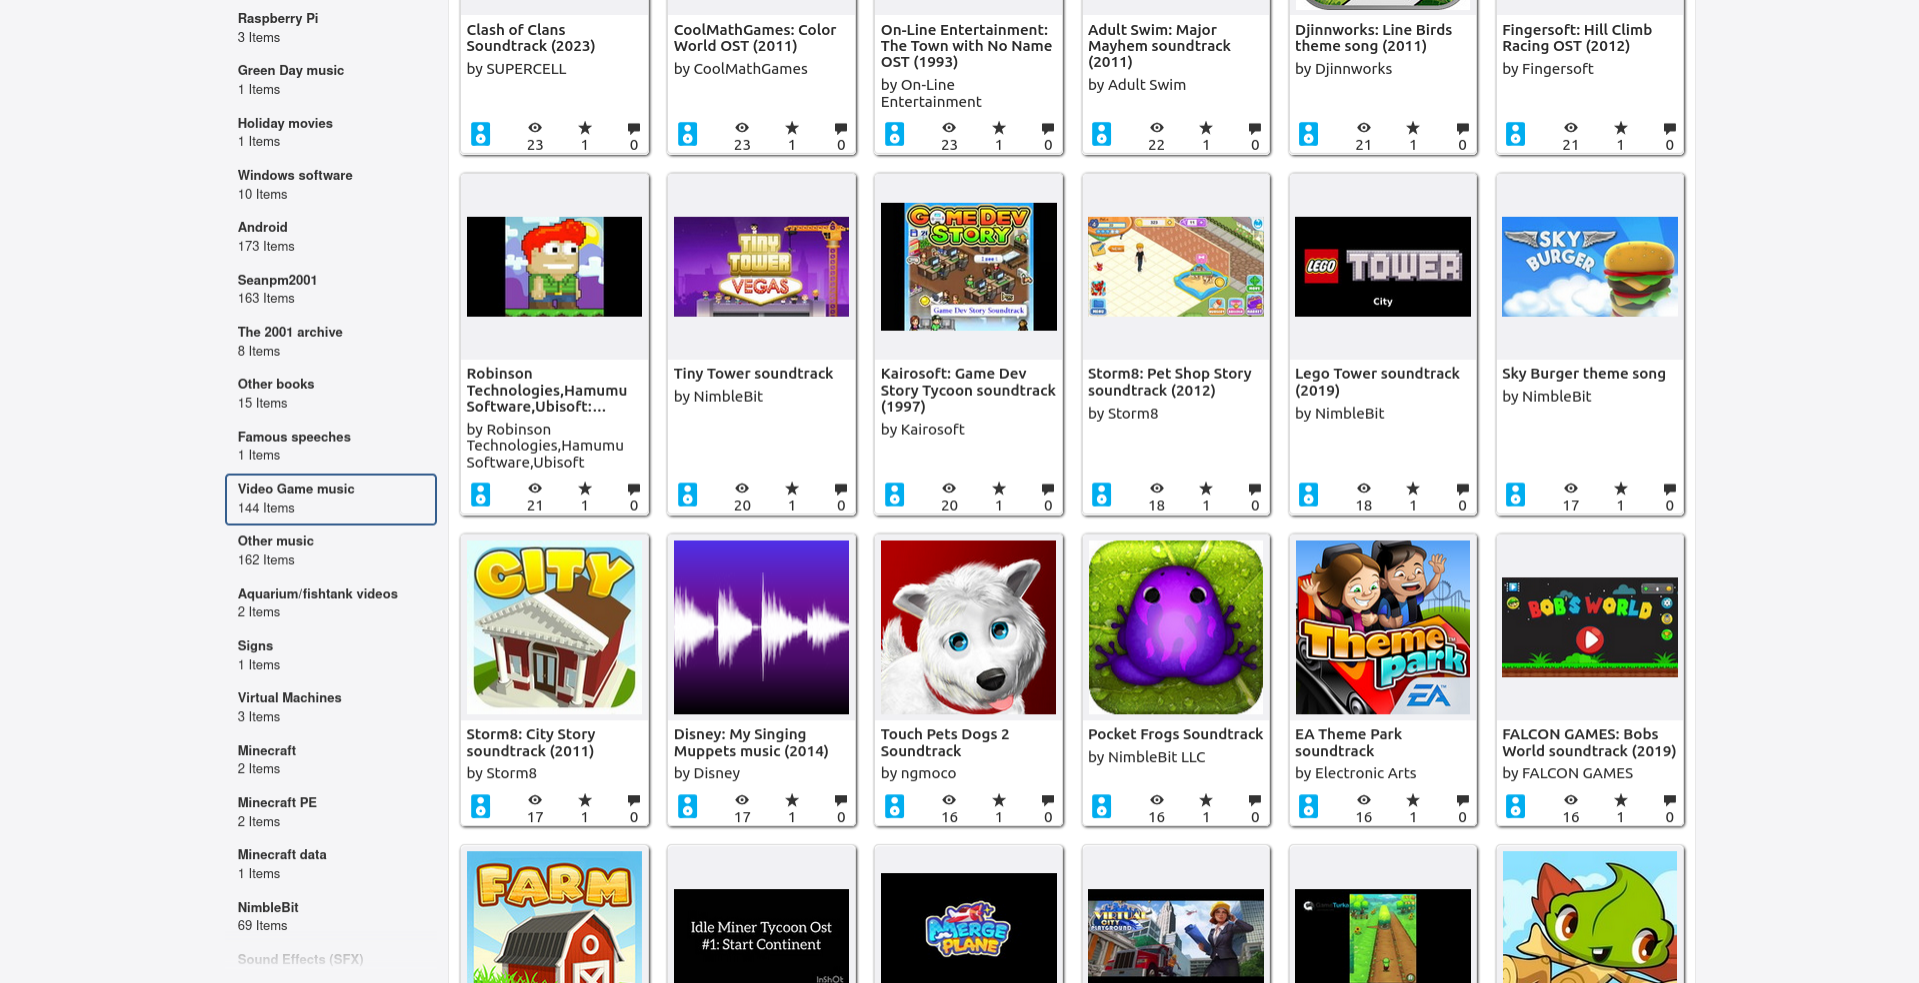 Raspberry Pi
3 Items
Green Day music
1 Items
Holiday movies
1 Items
Windows software
10 Items
Android
173 Items
Seanpm2001
163 Items
The 2001 archive
8 Items
Other books
15 Items
Famous speeches
1 Items
Video Game music
144 Items
Other music
162 Items
Aquarium/fishtank videos
2 Items
Signs
1 Items
Virtual Machines
3 Items
Minecraft
2 Items
Minecraft PE
2 Items
Minecraft data
1 Items
NimbleBit
69 Items
Sound Effects (SFX)
Clash of Clans
Soundtrack (2023)
by SUPERCELL
23 1 0
CoolMathGames: Color
World OST (2011)
by CoolMathGames
23 1 0
On-Line Entertainment:
The Town with No Name
OST (1993)
by On-Line
Entertainment
23 1 0
Adult Swim: Major
Mayhem soundtrack
(2011)
by Adult Swim
22 1 0
Djinnworks: Line Birds
theme song (2011)
by Djinnworks
21 1 0
Fingersoft: Hill Climb
Racing OST (2012)
by Fingersoft
21 1 0
Robinson
Technologies,Hamumu
Software,Ubisoft:...
by Robinson
Technologies,Hamumu
Software,Ubisoft
21 1 0
TINY
TOWER
VEGAS
Tiny Tower soundtrack
by NimbleBit
20 1 0
GAME DEV
STORY
Game Dev Story Soundtrack
Kairosoft: Game Dev
Story Tycoon soundtrack
(1997)
by Kairosoft
20 1 0
MENU
Storm8: Pet Shop Story
soundtrack (2012)
by Storm8
18 1 0
LEGO TOWER
City
Lego Tower soundtrack
(2019)
by NimbleBit
18 1 0
SKY
BURGER
Sky Burger theme song
by NimbleBit
17 1 0
CITY
Storm8: City Story
soundtrack (2011)
by Storm8
17 1 0
Disney: My Singing
Muppets music (2014)
by Disney
17 1 0
Touch Pets Dogs 2
Soundtrack
by ngmoco
16 1 0
Pocket Frogs Soundtrack
by NimbleBit LLC
16 1 0
Theme
park
EA
EA Theme Park
soundtrack
by Electronic Arts
16 1 0
BOB'S WORLD
FALCON GAMES: Bobs
World soundtrack (2019)
by FALCON GAMES
16 1 0
FARM
Idle Miner Tycoon Ost
#1: Start Continent
InShOt
MERGE
PLANE
VIRTUAL
CITY
PLAYGROUND